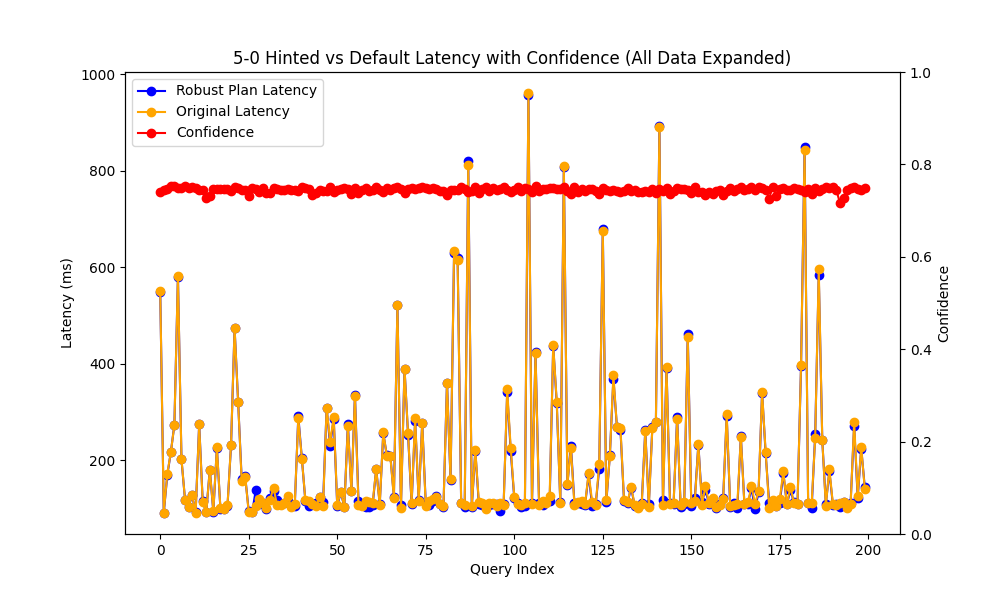 5-0 Hinted vs Default Latency with Confidence (All Data Expanded)
Robust Plan Latency
Original Latency
Confidence
1000
800
600
400
200
Latency (ms)
1.0
0.8
0.6
0.4
0.2
0.0
Confidence
0
25
50
75
100
125
150
175
200
Query Index